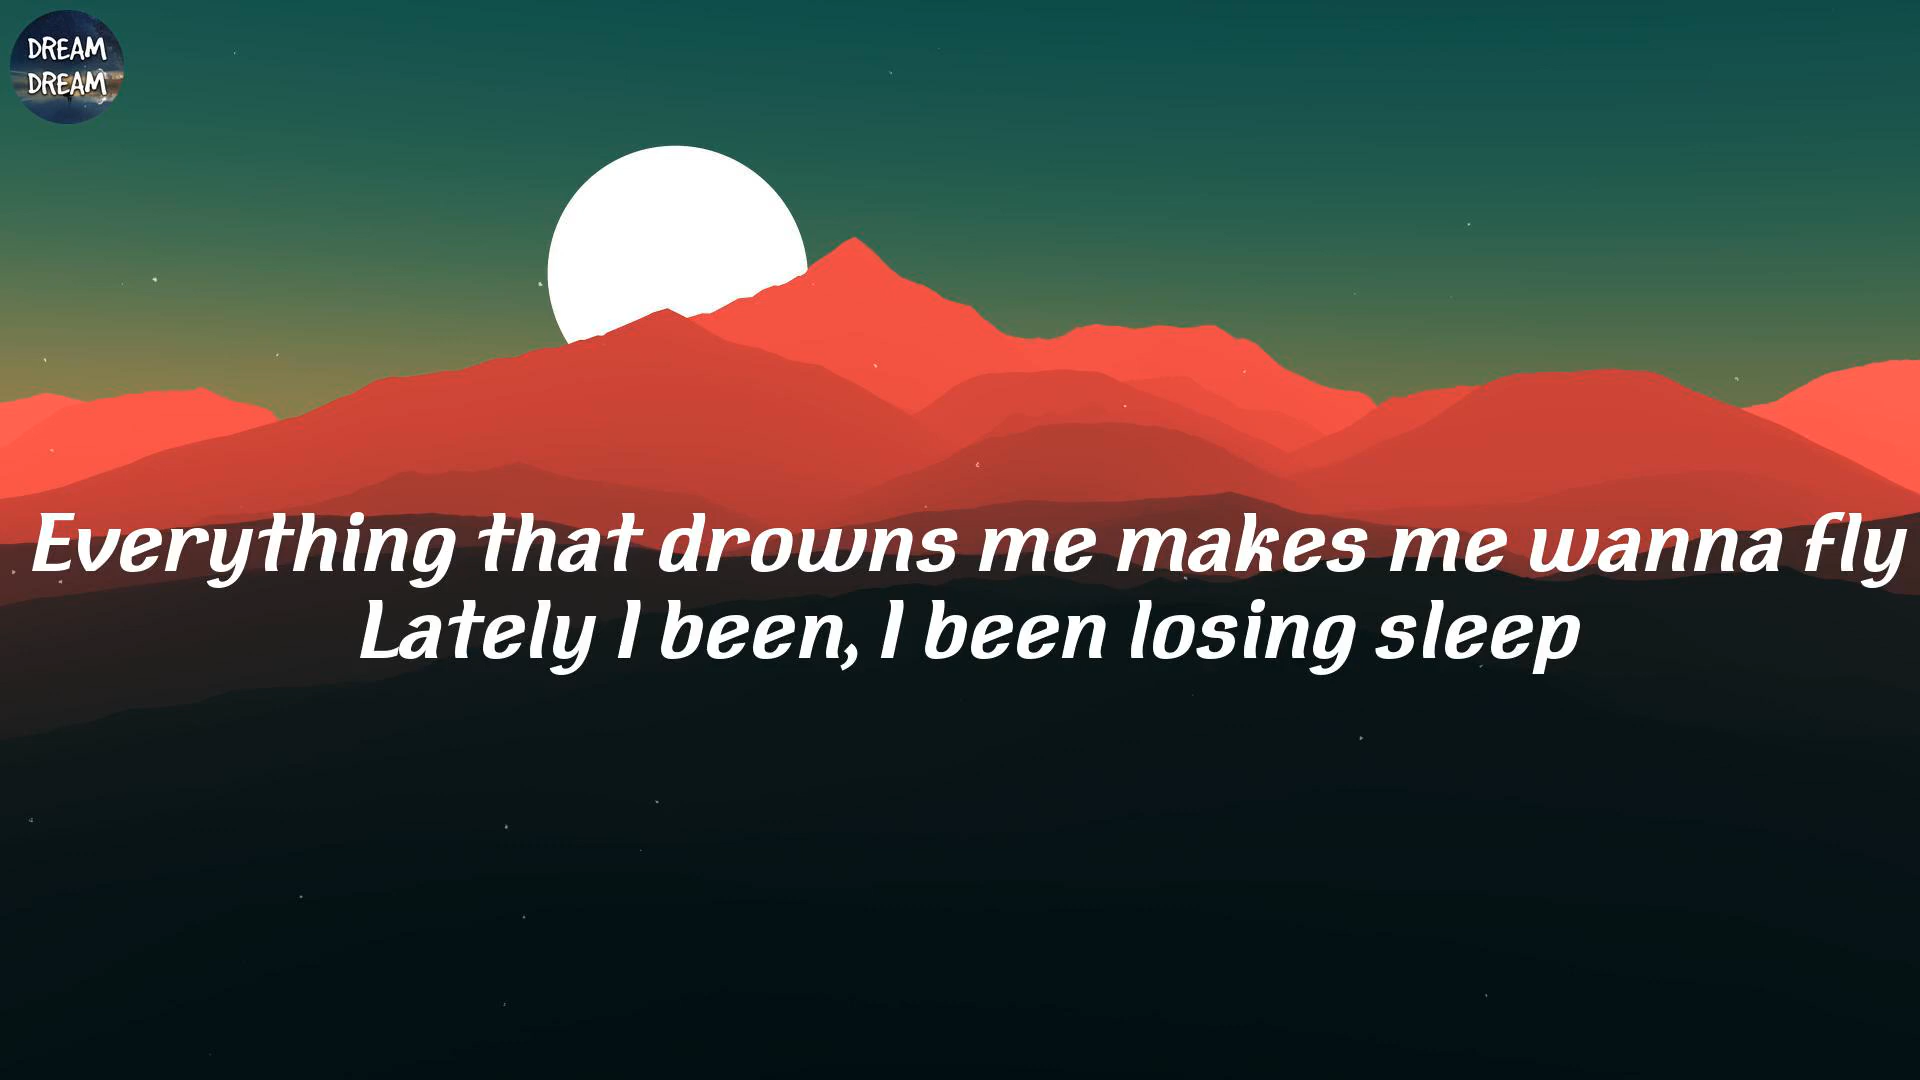 DREAM
DREAM
Everything that drowns me makes me wanna fly
Lately I been, I been losing sleep